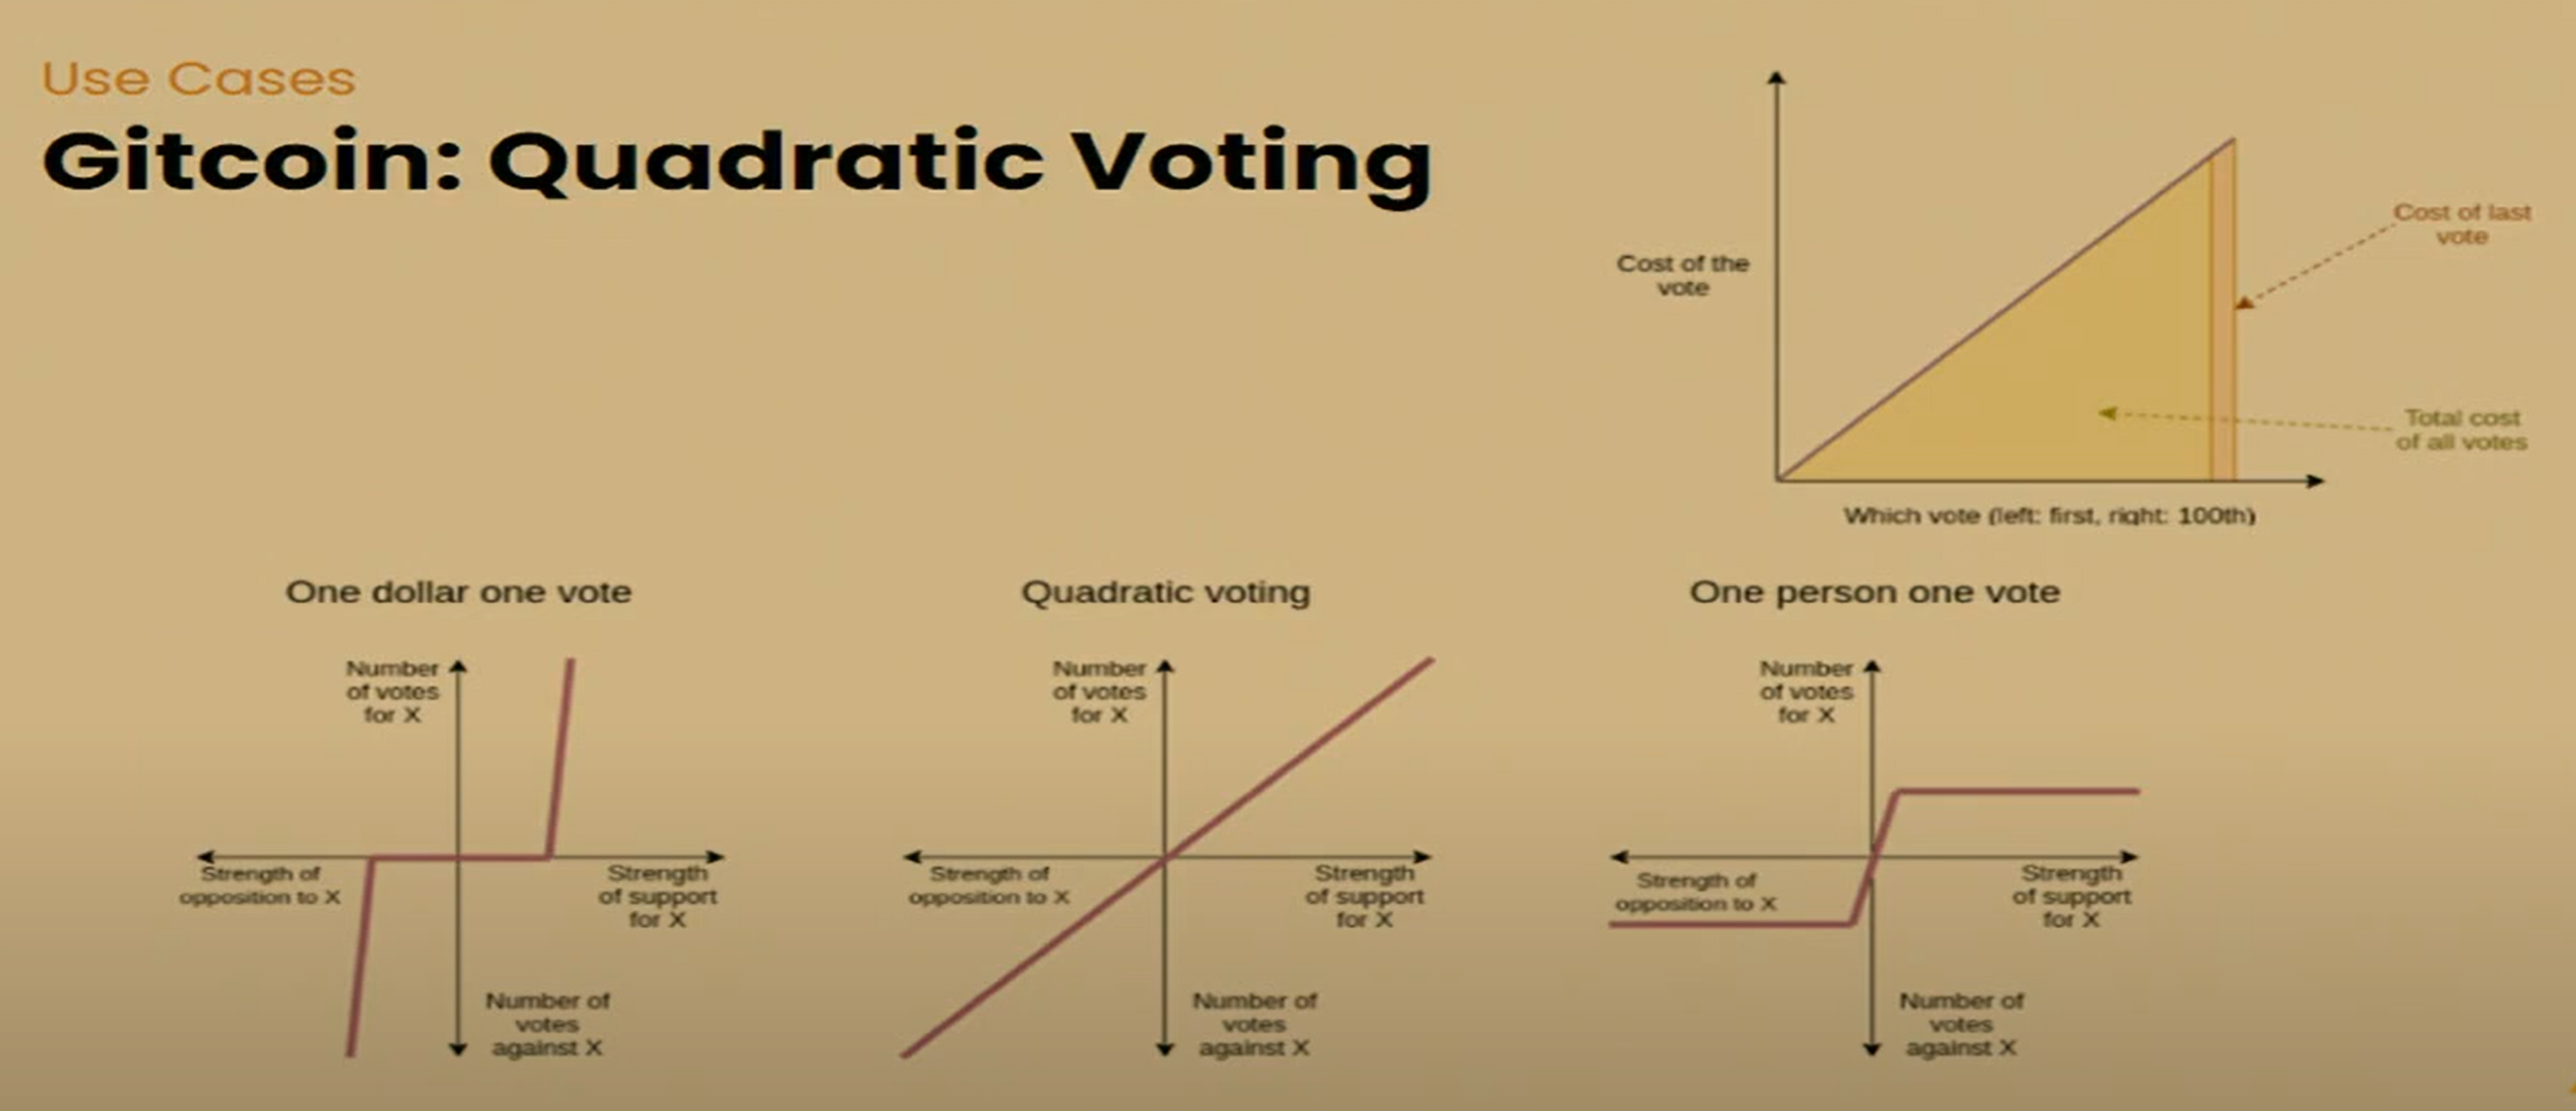 Use Cases
Gitcoin: Quadratic Voting
Cost of the
vote
Cost of last
vote
Total cost
of all votes
Which vote (left: first, right: 100th)
One dollar one vote
Number
of votes
for X
Strength of
opposition to X
Strength
of support
for X
Number of
votes
against X
Quadratic voting
Number
of votes
for X
Strength of
opposition to X
Strength
of support
for X
Number of
votes
against X
One person one vote
Number
of votes
for X
Strength of
opposition to X
Strength
of support
for X
Number of
votes
against X